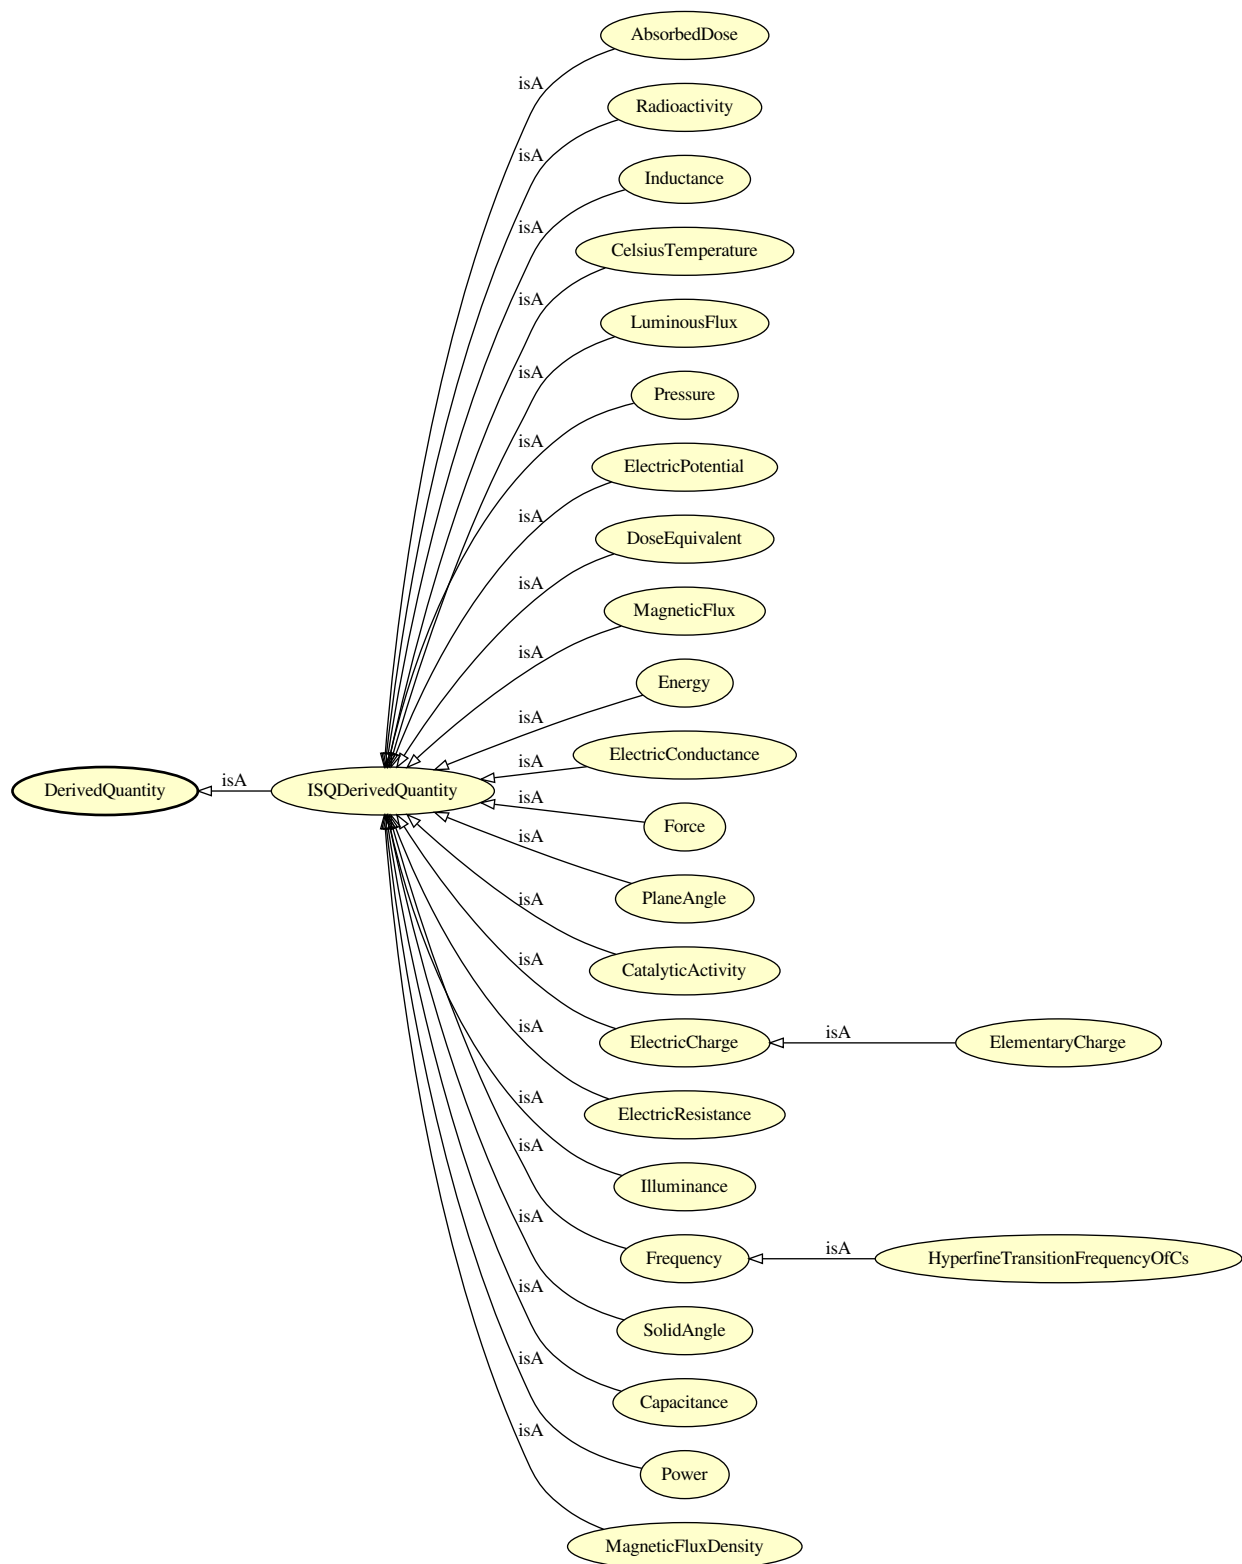 AbsorbedDose
isA
Radioactivity
isA
Inductance
isA
CelsiusTemperature
isA
LuminousFlux
isA
Pressure
isA
ElectricPotential
isA
DoseEquivalent
isA
MagneticFlux
isA
Energy
isA
ElectricConductance
isA
DerivedQuantity
isA
ISQDerivedQuantity
isA
Force
isA
PlaneAngle
isA
CatalyticActivity
isA
ElectricCharge
isA
ElementaryCharge
isA
ElectricResistance
isA
Illuminance
isA
Frequency
isA
HyperfineTransitionFrequencyOfCs
isA
SolidAngle
isA
Capacitance
isA
Power
isA
MagneticFluxDensity